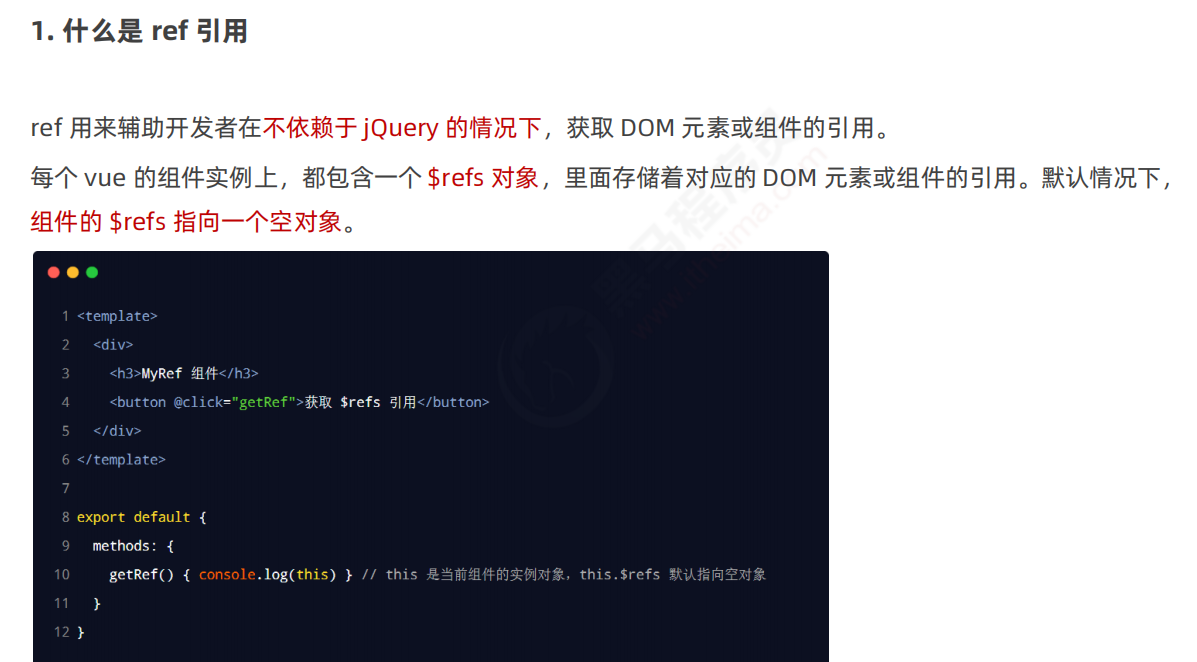 1. 什么是 ref 引用
ref 用来辅助开发者在不依赖于 jQuery 的情况下，获取 DOM 元素或组件的引用。
每个 vue 的组件实例上，都包含一个 $refs 对象，里面存储着对应的 DOM 元素或组件的引用。默认情况下，
组件的 $refs 指向一个空对象。
1 <template>
2 <div>
3 <h3>MyRef 组件</h3>
4 <button @click="getRef">获取 $refs 引用</button>
5 </div>
6 </template>
7
8 export default {
9 methods: {
10 getRef() { console.log(this) } // this 是当前组件的实例对象，this.$refs 默认指向空对象
11 }
12 }
黑马程序员